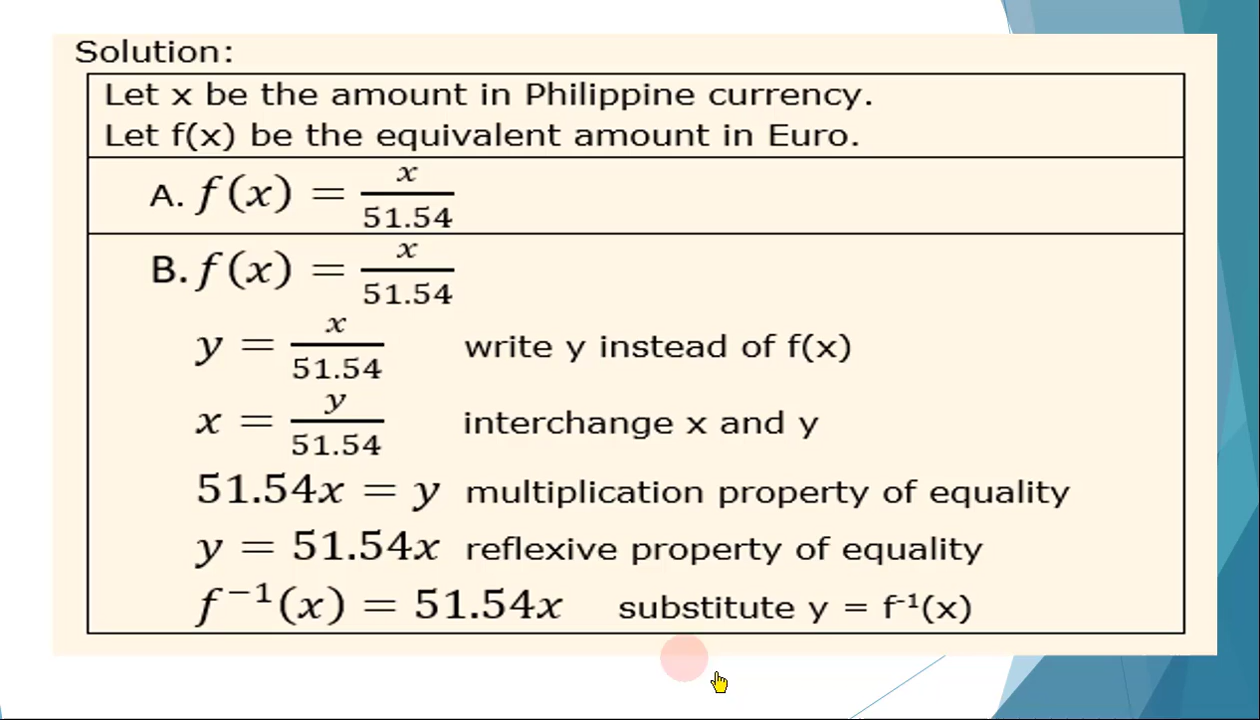 Solution:
Let x be the amount in Philippine currency.
Let f(x) be the equivalent amount in Euro.
A. f(x) = x/51.54
B. f(x) = x/51.54
y = x/51.54 write y instead of f(x)
x = y/51.54 interchange x and y
51.54x = y multiplication property of equality
y = 51.54x reflexive property of equality
f⁻¹(x) = 51.54x substitute y = f⁻¹(x)